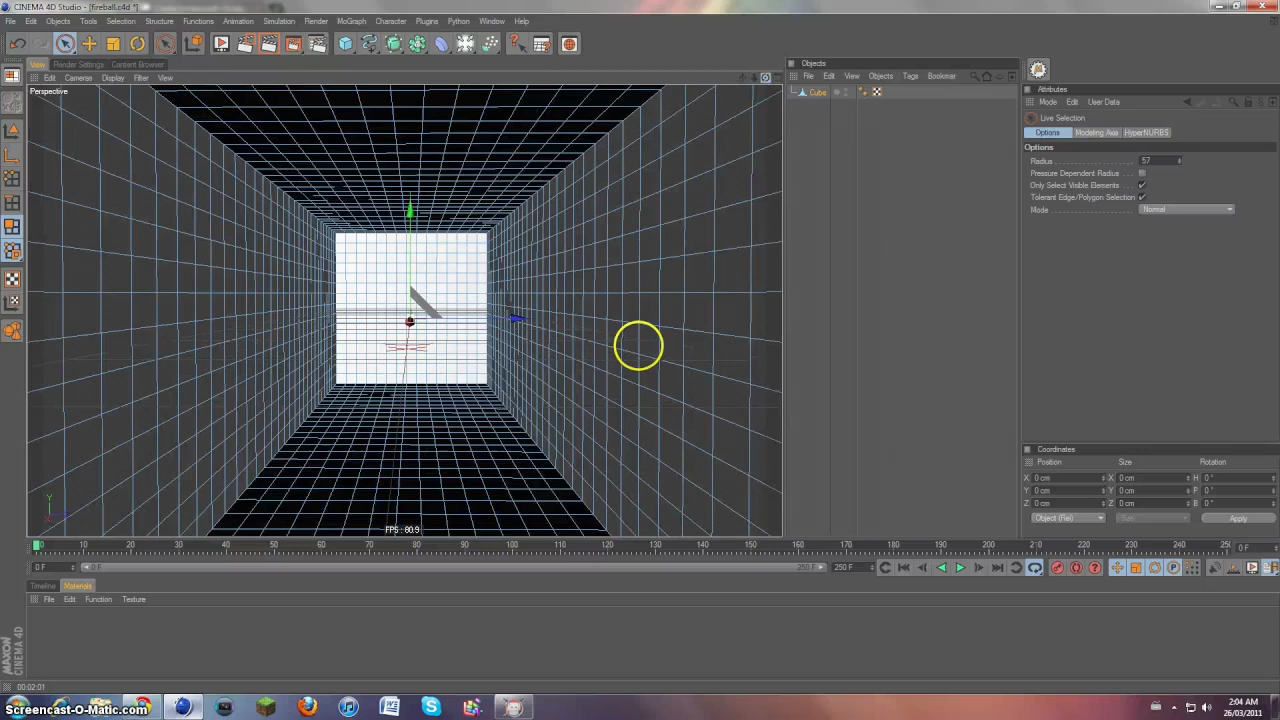 CINEMA 4D Studio - [fireball.c4d *]
File Edit Objects Tools Selection Structure Functions Animation Simulation Render MoGraph Character Plugins Python Window Help
View Render Settings Content Browser
Edit Cameras Display Filter View
Perspective
FPS : 80.9
Y
X
Objects
File Edit View Objects Tags Bookmark
Cube
Attributes
Mode Edit User Data
Live Selection
Options Modeling Axis HyperNURBS
Options
Radius 57
Pressure Dependent Radius
Only Select Visible Elements
Tolerant Edge/Polygon Selection
Mode Normal
Coordinates
Position Size Rotation
X 0 cm X 0 cm H 0 °
Y 0 cm Y 0 cm P 0 °
Z 0 cm Z 0 cm B 0 °
Object (Rel) Size Apply
0 10 20 30 40 50 60 70 80 90 100 110 120 130 140 150 160 170 180 190 200 210 220 230 240 250 0 F
0 F 0 F 250 F 250 F
Timeline Materials
File Edit Function Texture
MAXON CINEMA 4D
00:02:01
Screencast-O-Matic.com
2:04 AM
26/03/2011